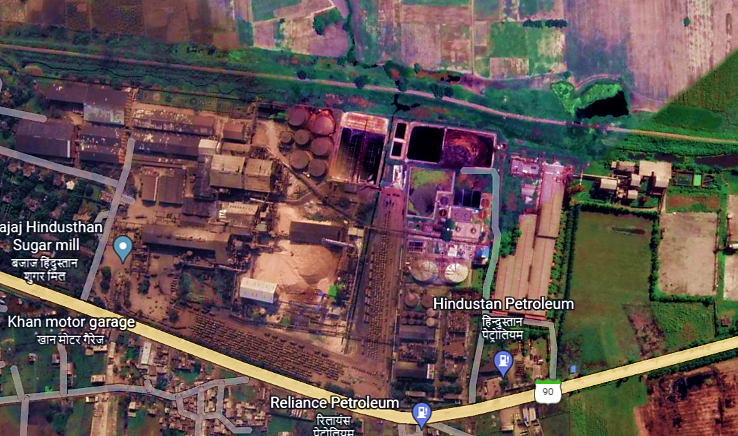 ajaj Hindusthan
Sugar mill
बजाज हिंदुस्तान
शुगर मिल
Hindustan Petroleum
हिन्दुस्तान
पेट्रोलियम
Khan motor garage
खान मोटर गैरेज
90
Reliance Petroleum
रिलायंस
पेट्रोलियम